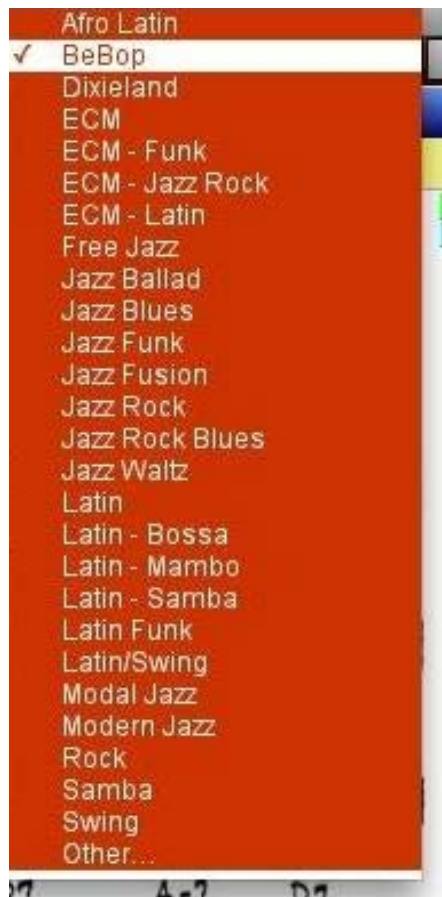 Afro Latin
✓ BeBop
Dixieland
ECM
ECM - Funk
ECM - Jazz Rock
ECM - Latin
Free Jazz
Jazz Ballad
Jazz Blues
Jazz Funk
Jazz Fusion
Jazz Rock
Jazz Rock Blues
Jazz Waltz
Latin
Latin - Bossa
Latin - Mambo
Latin - Samba
Latin Funk
Latin/Swing
Modal Jazz
Modern Jazz
Rock
Samba
Swing
Other...
A-7 D7